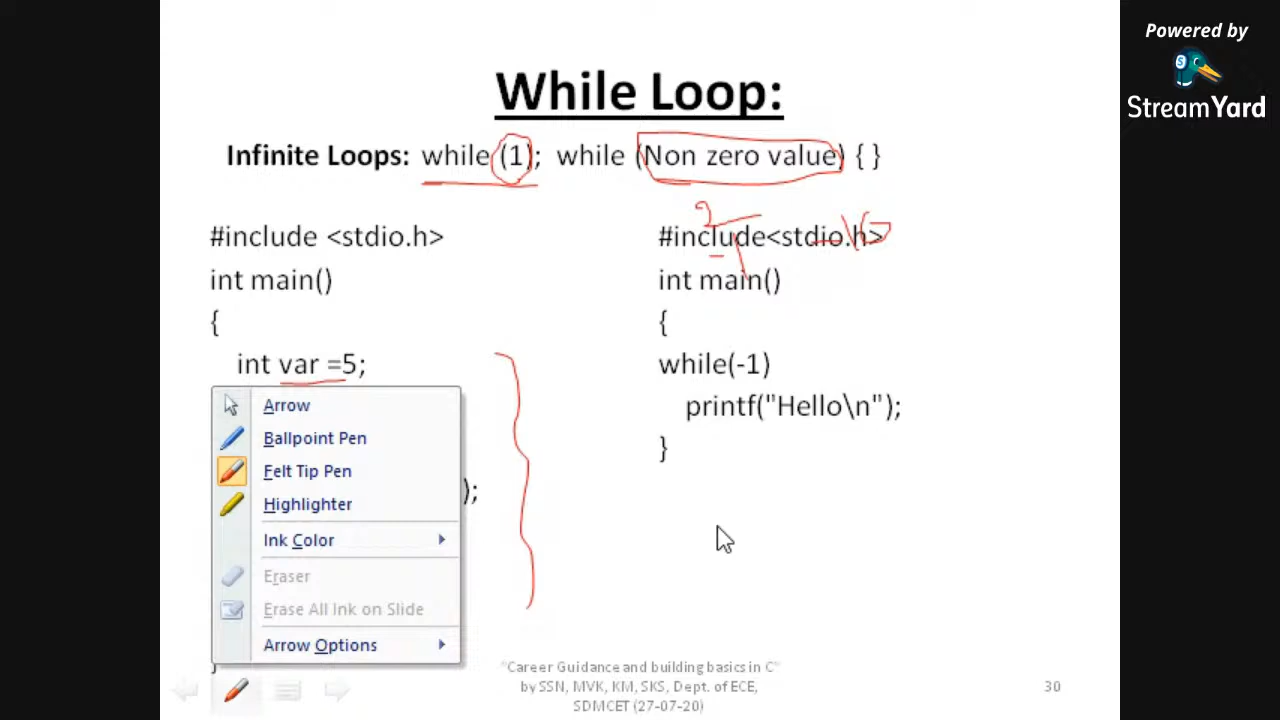 Powered by
StreamYard
While Loop:
Infinite Loops: while (1); while (Non zero value) { }
#include <stdio.h>
int main()
{
int var =5;
Arrow
Ballpoint Pen
Felt Tip Pen
Highlighter
Ink Color
Eraser
Erase All Ink on Slide
Arrow Options
);
}
2
#include<stdio.h>
int main()
{
while(-1)
printf("Hello\n");
}
"Career Guidance and building basics in C"
by SSN, MVK, KM, SKS, Dept. of ECE,
SDMCET (27-07-20)
30